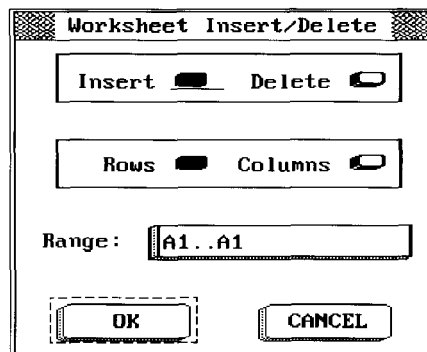 Worksheet Insert/Delete
Insert Delete
Rows Columns
Range: A1..A1
OK CANCEL